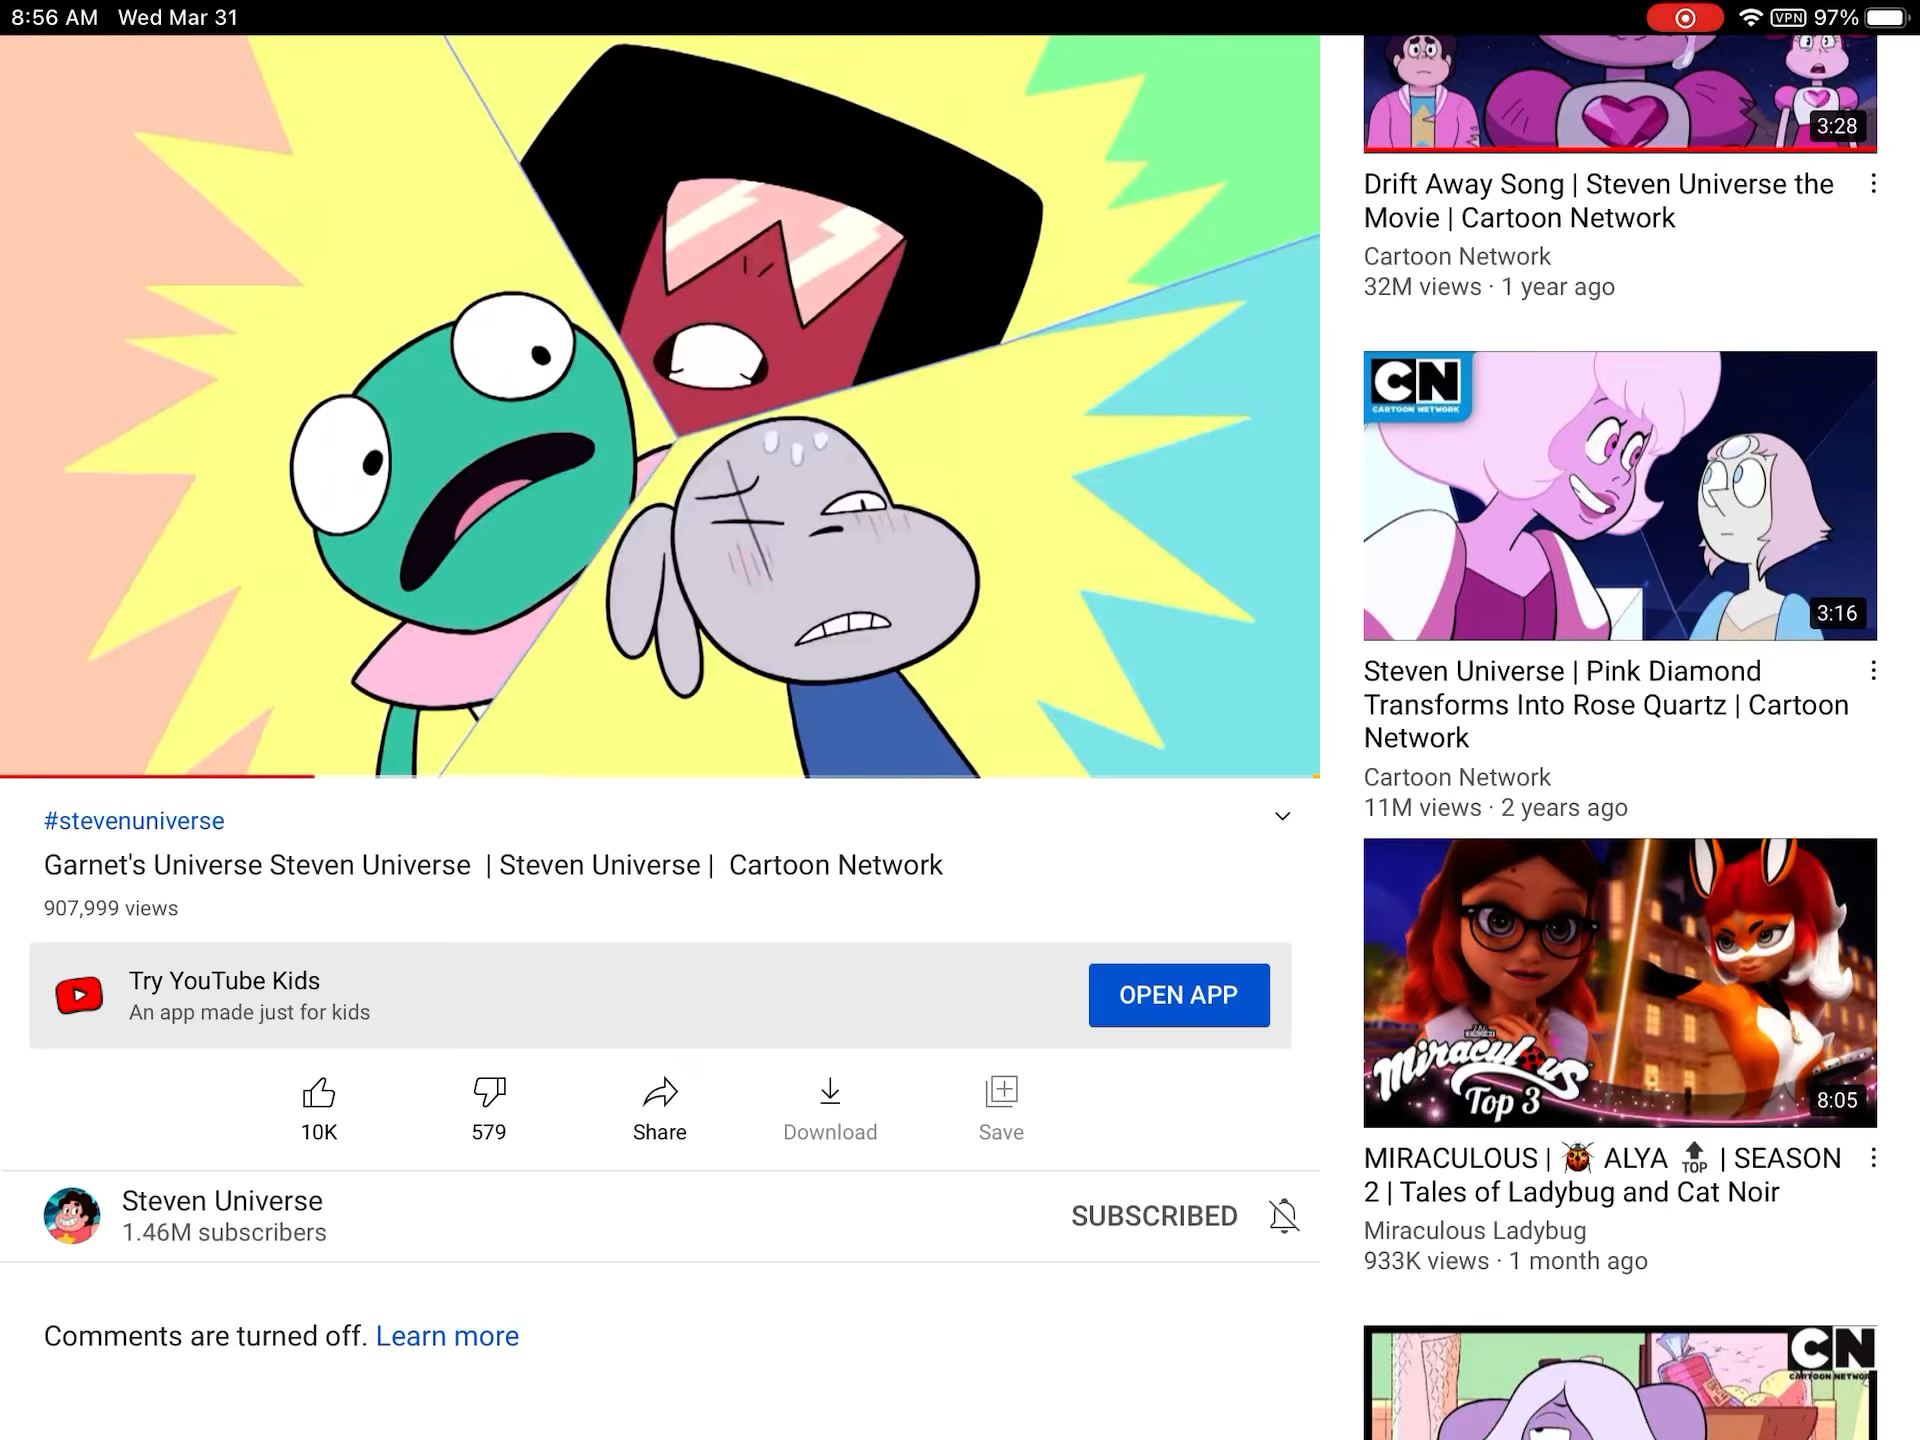 8:56 AM Wed Mar 31
VPN 97%
#stevenuniverse
Garnet's Universe Steven Universe | Steven Universe | Cartoon Network
907,999 views
Try YouTube Kids
An app made just for kids
OPEN APP
10K
579
Share
Download
Save
Steven Universe
1.46M subscribers
SUBSCRIBED
Comments are turned off. Learn more
3:28
Drift Away Song | Steven Universe the
Movie | Cartoon Network
Cartoon Network
32M views · 1 year ago
CN
CARTOON NETWORK
3:16
Steven Universe | Pink Diamond
Transforms Into Rose Quartz | Cartoon
Network
Cartoon Network
11M views · 2 years ago
Miraculous
Top 3
8:05
MIRACULOUS | 🐞 ALYA 🔝 | SEASON
2 | Tales of Ladybug and Cat Noir
Miraculous Ladybug
933K views · 1 month ago
CN
CARTOON NETWOR